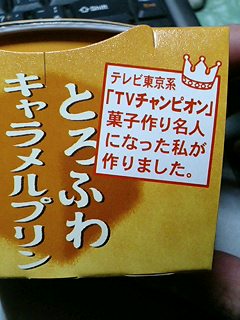 テレビ東京系
「TVチャンピオン」
菓子作り名人
になった私が
作りました。
とろふわ
キャラメルプリン